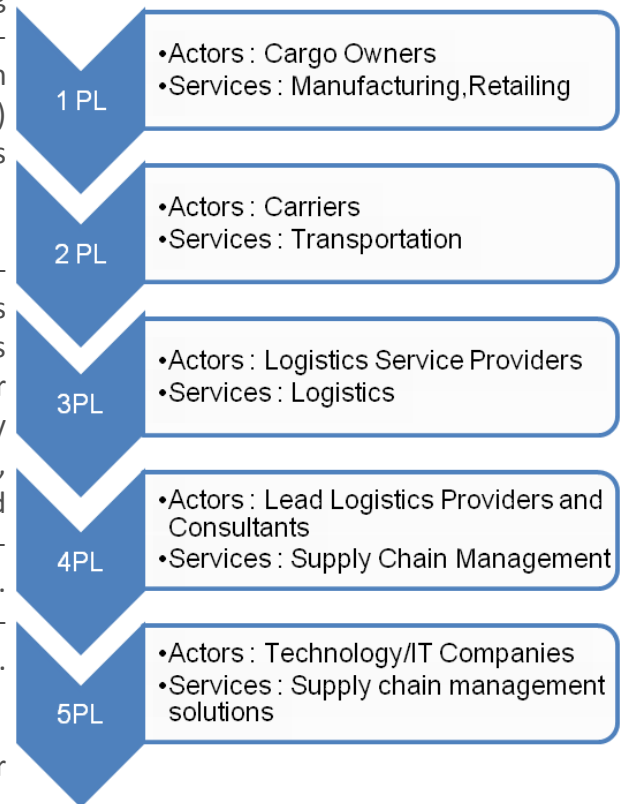 1 PL
•Actors : Cargo Owners
•Services : Manufacturing,Retailing
2 PL
•Actors : Carriers
•Services : Transportation
3PL
•Actors : Logistics Service Providers
•Services : Logistics
4PL
•Actors : Lead Logistics Providers and
Consultants
•Services : Supply Chain Management
5PL
•Actors : Technology/IT Companies
•Services : Supply chain management
solutions